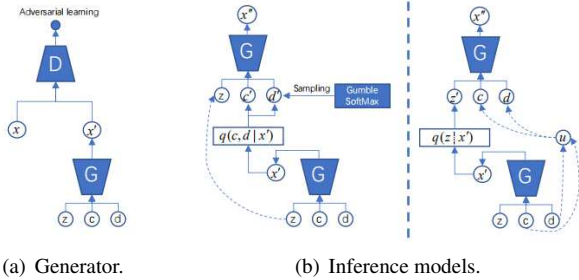 Adversarial learning
D
x
x'
G
z
c
d
(a) Generator.
x''
G
z
c'
d'
Sampling
Gumble
SoftMax
q(c, d | x')
x'
G
z
c
d
x''
G
z'
c
d
u
q(z | x')
x'
G
z
c
d
(b) Inference models.